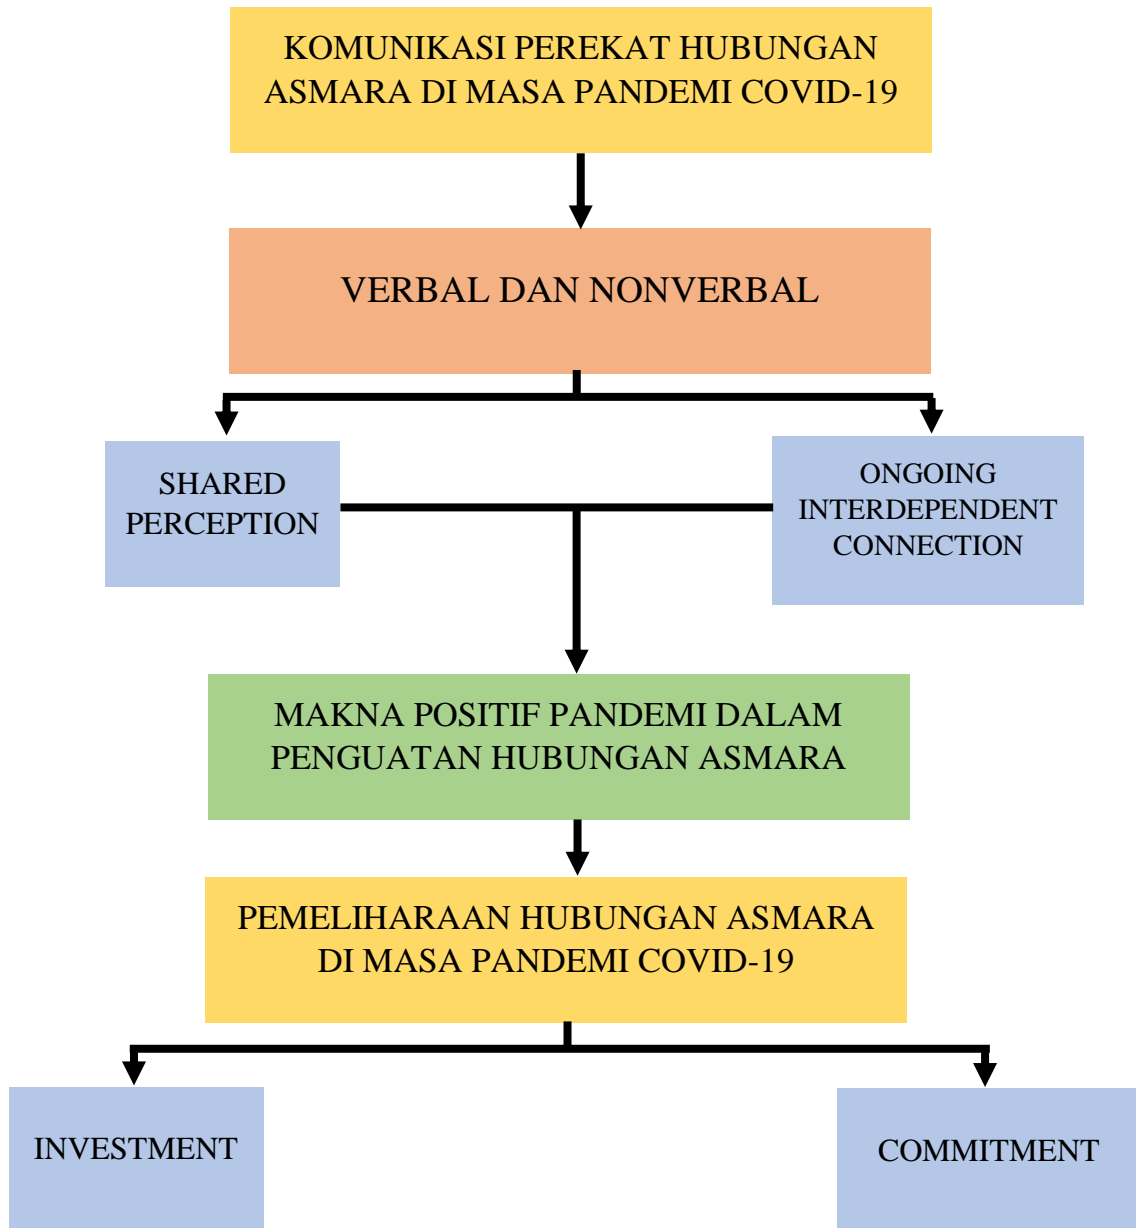 KOMUNIKASI PEREKAT HUBUNGAN
ASMARA DI MASA PANDEMI COVID-19
VERBAL DAN NONVERBAL
SHARED
PERCEPTION
ONGOING
INTERDEPENDENT
CONNECTION
MAKNA POSITIF PANDEMI DALAM
PENGUATAN HUBUNGAN ASMARA
PEMELIHARAAN HUBUNGAN ASMARA
DI MASA PANDEMI COVID-19
INVESTMENT
COMMITMENT